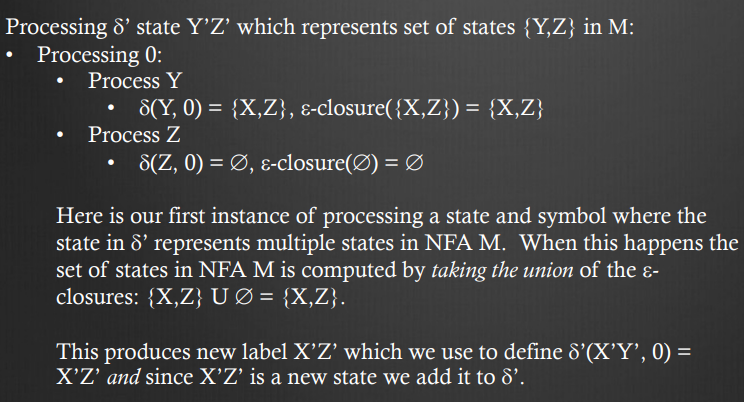 Processing δ’ state Y’Z’ which represents set of states {Y,Z} in M:
• Processing 0:
• Process Y
• δ(Y, 0) = {X,Z}, ε-closure({X,Z}) = {X,Z}
• Process Z
• δ(Z, 0) = ∅, ε-closure(∅) = ∅
Here is our first instance of processing a state and symbol where the
state in δ’ represents multiple states in NFA M. When this happens the
set of states in NFA M is computed by taking the union of the ε-
closures: {X,Z} U ∅ = {X,Z}.
This produces new label X’Z’ which we use to define δ’(X’Y’, 0) =
X’Z’ and since X’Z’ is a new state we add it to δ’.